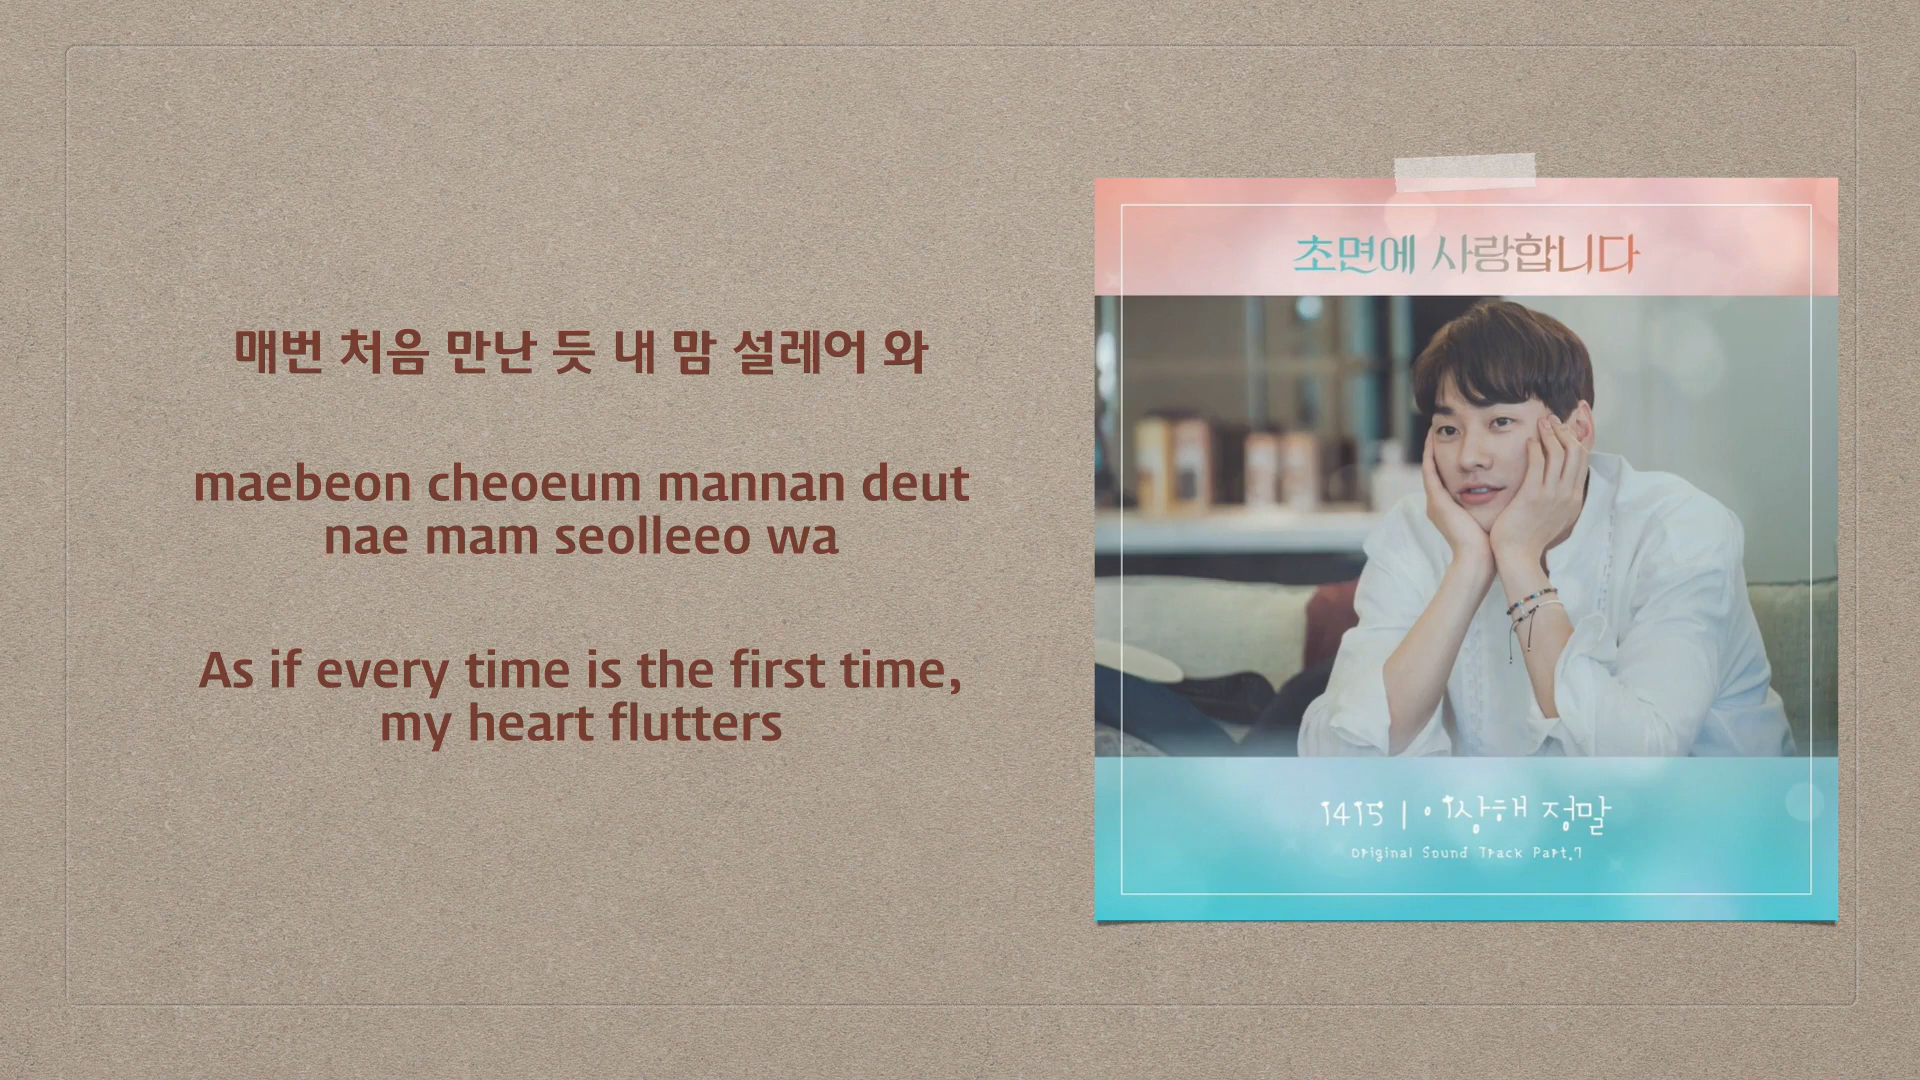 매번 처음 만난 듯 내 맘 설레어 와
maebeon cheoeum mannan deut
nae mam seolleeo wa
As if every time is the first time,
my heart flutters
초면에 사랑합니다
1415 | 이상해 정말
Original Sound Track Part.7